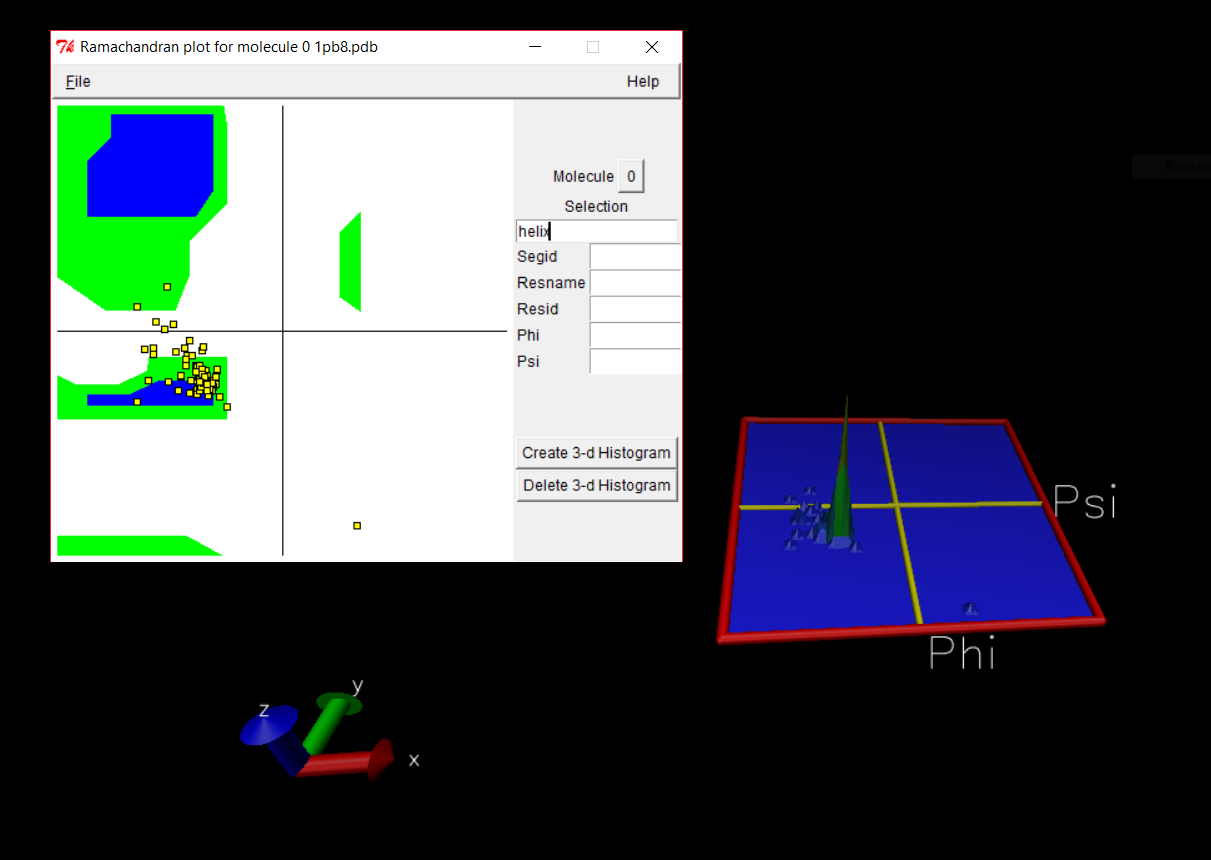 Ramachandran plot for molecule 0 1pb8.pdb
File Help
Molecule 0
Selection
helix
Segid
Resname
Resid
Phi
Psi
Create 3-d Histogram
Delete 3-d Histogram
Psi
Phi
y
z
x